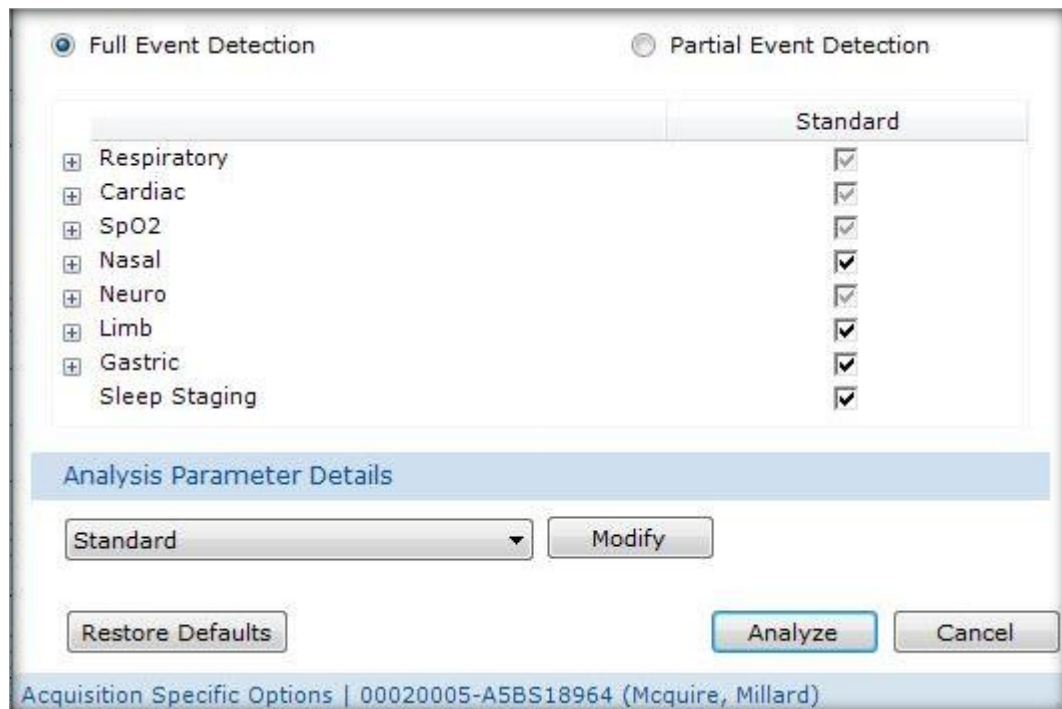 Full Event Detection Partial Event Detection
Standard
Respiratory
Cardiac
SpO2
Nasal
Neuro
Limb
Gastric
Sleep Staging
Analysis Parameter Details
Standard Modify
Restore Defaults Analyze Cancel
Acquisition Specific Options | 00020005-A5BS18964 (Mcquire, Millard)